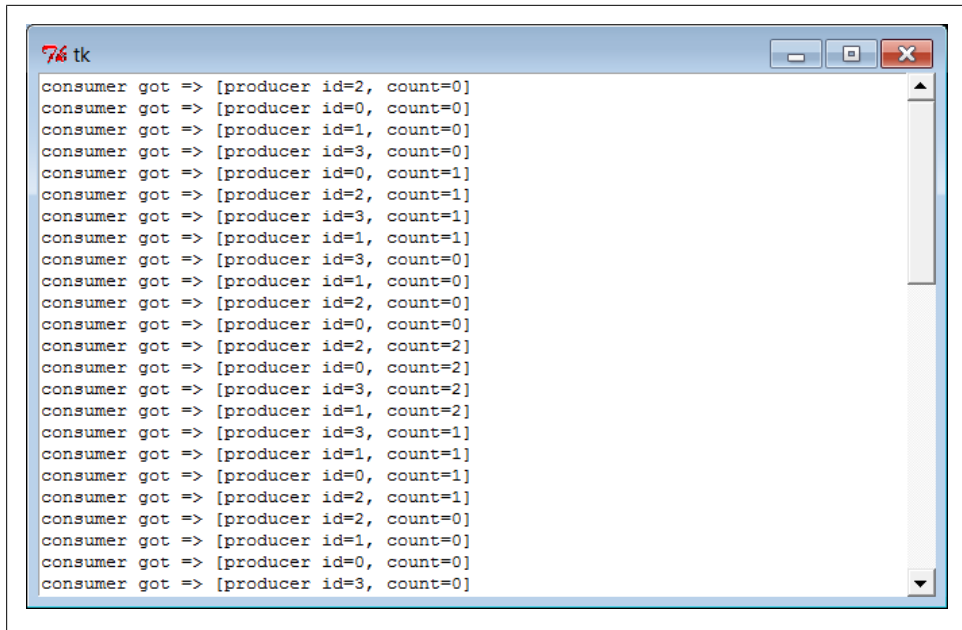 tk
consumer got => [producer id=2, count=0]
consumer got => [producer id=0, count=0]
consumer got => [producer id=1, count=0]
consumer got => [producer id=3, count=0]
consumer got => [producer id=0, count=1]
consumer got => [producer id=2, count=1]
consumer got => [producer id=3, count=1]
consumer got => [producer id=1, count=1]
consumer got => [producer id=3, count=0]
consumer got => [producer id=1, count=0]
consumer got => [producer id=2, count=0]
consumer got => [producer id=0, count=0]
consumer got => [producer id=2, count=2]
consumer got => [producer id=0, count=2]
consumer got => [producer id=3, count=2]
consumer got => [producer id=1, count=2]
consumer got => [producer id=3, count=1]
consumer got => [producer id=1, count=1]
consumer got => [producer id=0, count=1]
consumer got => [producer id=2, count=1]
consumer got => [producer id=2, count=0]
consumer got => [producer id=1, count=0]
consumer got => [producer id=0, count=0]
consumer got => [producer id=3, count=0]